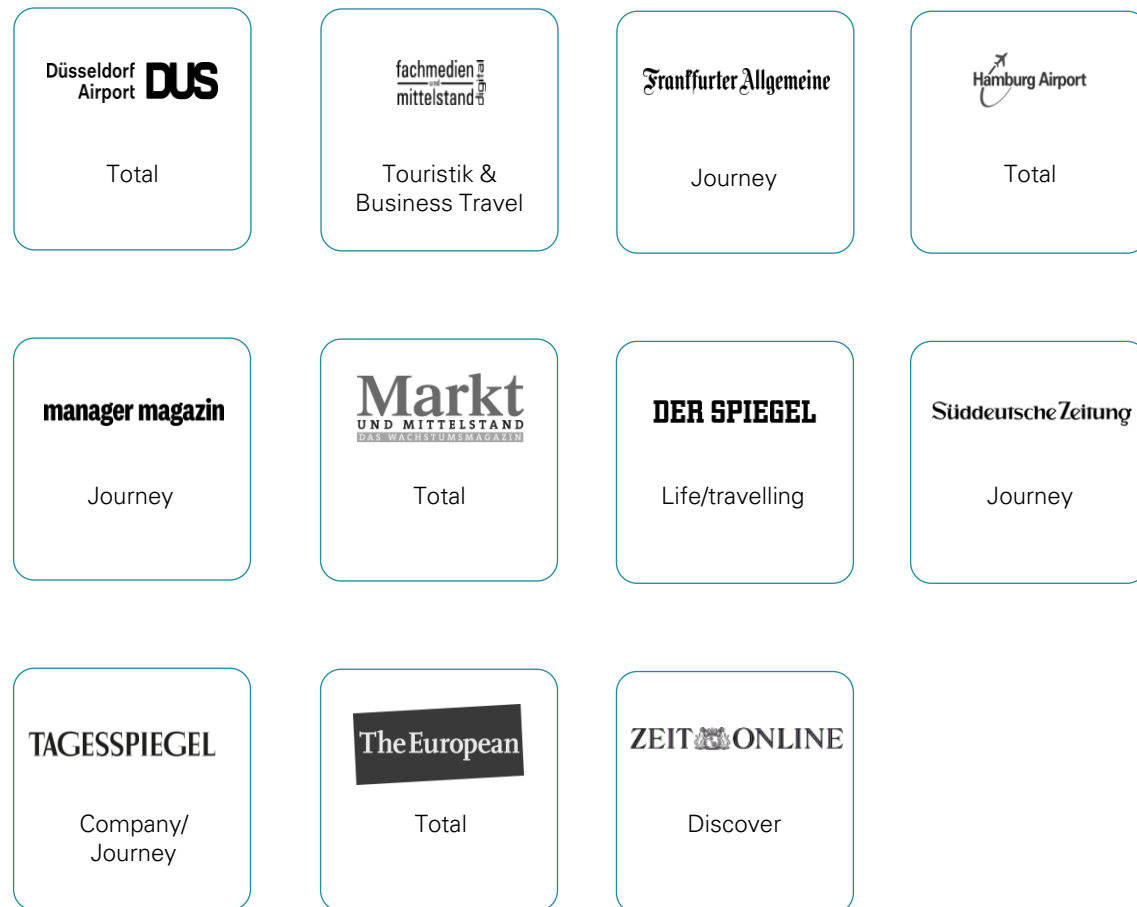 Düsseldorf
Airport DUS
Total
fachmedien
und
mittelstand
digital
Touristik &
Business Travel
Frankfurter Allgemeine
Journey
Hamburg Airport
Total
manager magazin
Journey
Markt
UND MITTELSTAND
DAS WACHSTUMSMAGAZIN
Total
DER SPIEGEL
Life/travelling
Süddeutsche Zeitung
Journey
TAGESSPIEGEL
Company/
Journey
The European
Total
ZEIT ONLINE
Discover